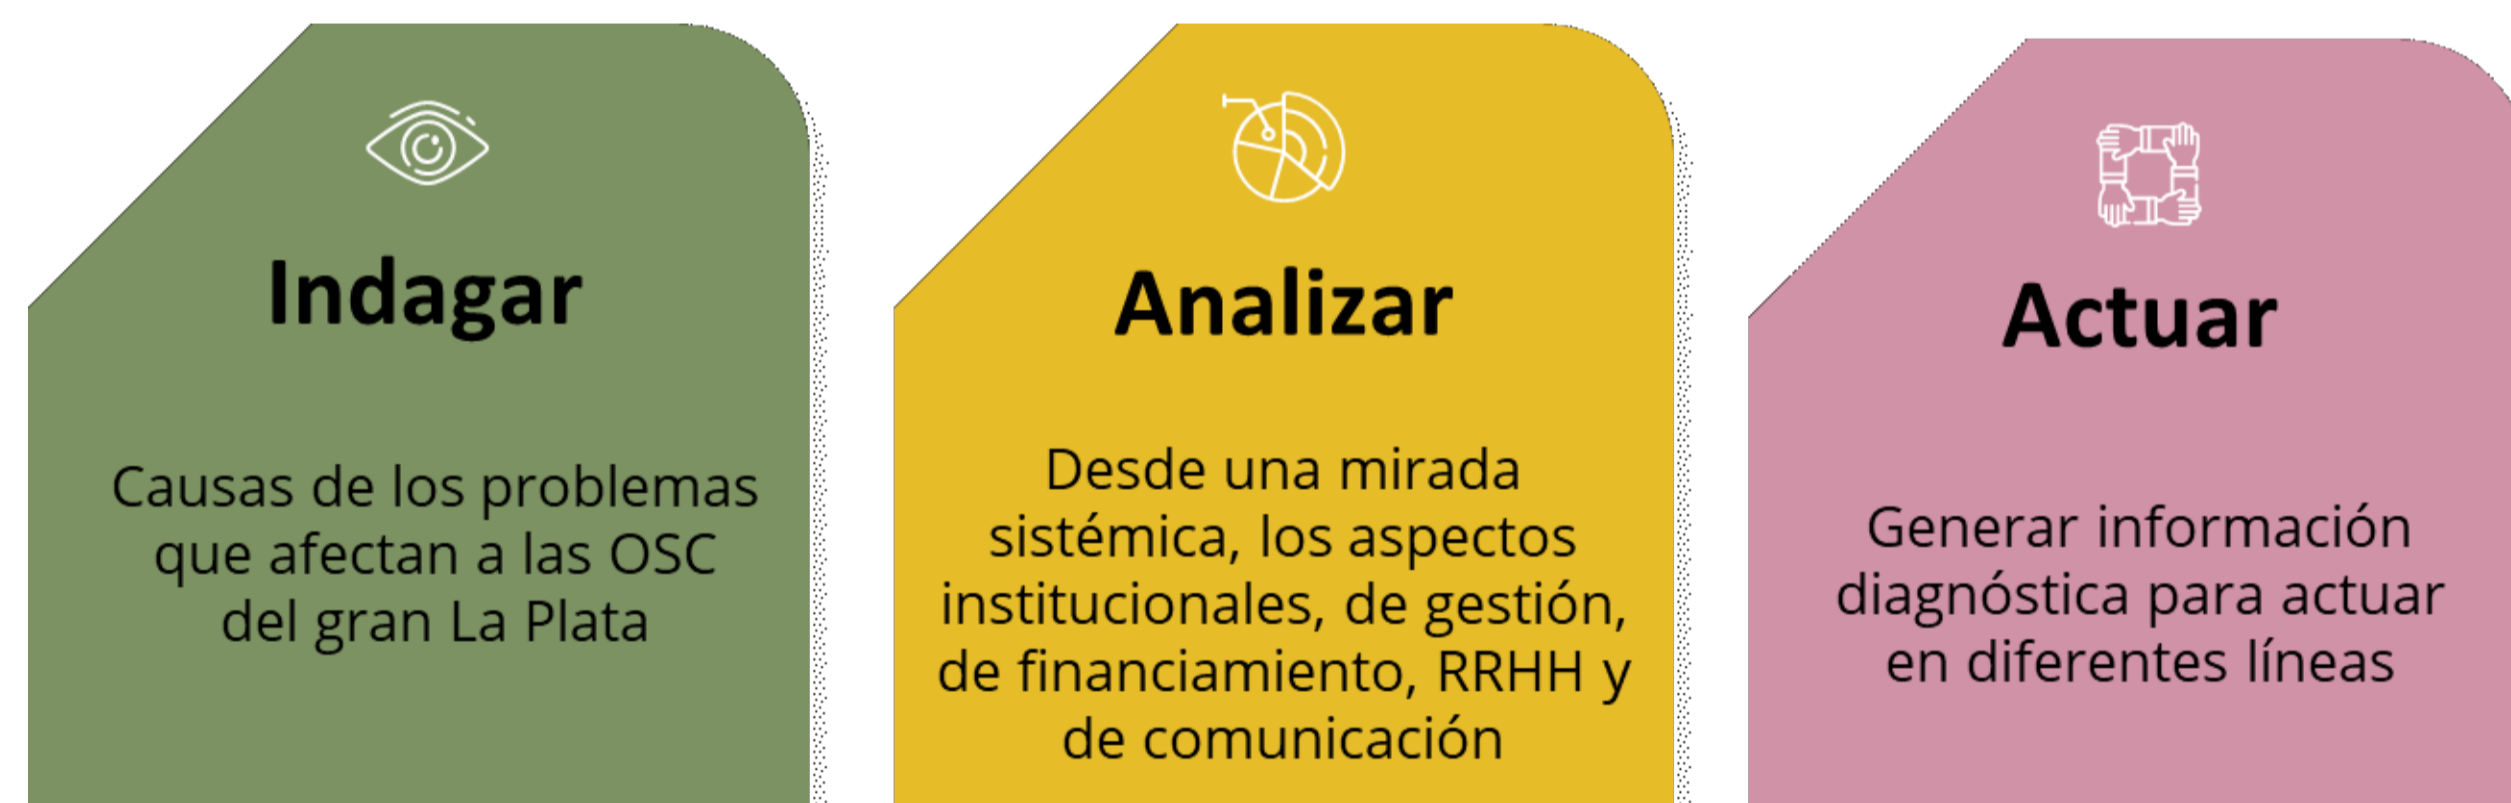 Indagar
Causas de los problemas
que afectan a las OSC
del gran La Plata
Analizar
Desde una mirada
sistémica, los aspectos
institucionales, de gestión,
de financiamiento, RRHH y
de comunicación
Actuar
Generar información
diagnóstica para actuar
en diferentes líneas